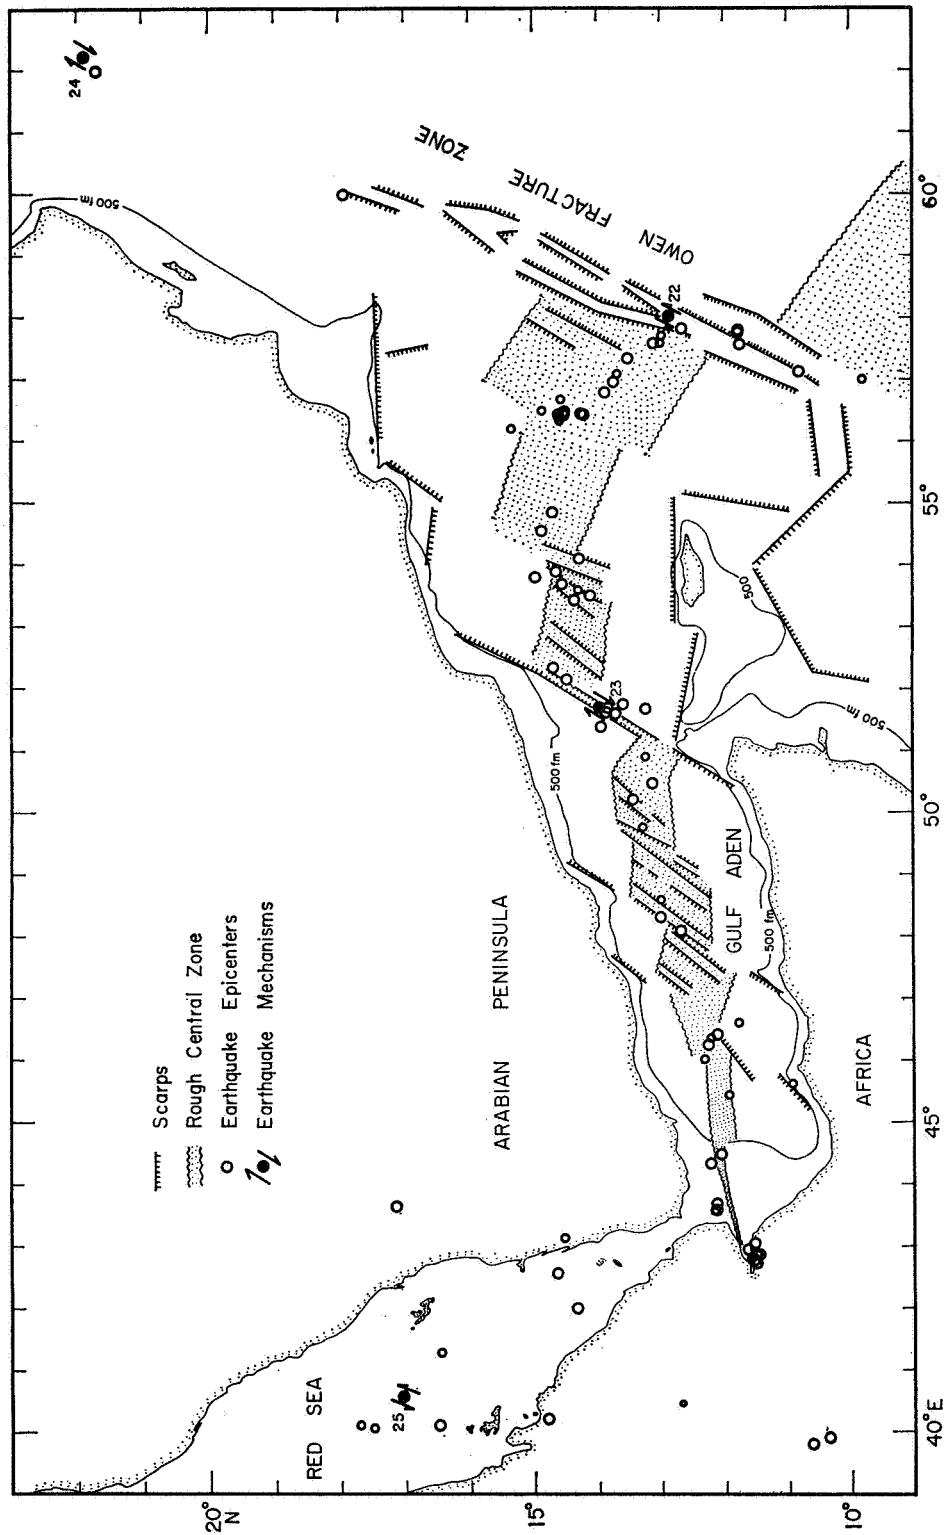 Scarps
Rough Central Zone
Earthquake Epicenters
Earthquake Mechanisms
ARABIAN PENINSULA
RED SEA
GULF ADEN
AFRICA
OWEN FRACTURE ZONE
500 fm
500 fm
500 fm
500 fm
500
22
23
24
25
20°
N
15°
10°
40°E
45°
50°
55°
60°